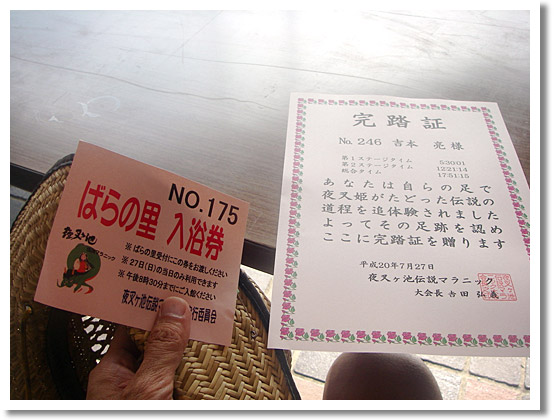 NO.175
ばらの里 入浴券
※ ばらの里受付にこの券をお渡しください
※ 27日(日)の当日のみ利用できます
※ 午後8時30分までにご入館ください
夜叉ヶ池
夜叉ヶ池伝説 行委員会
完踏証
No. 246 吉本 亮 様
第1ステージタイム 5:30:01
第2ステージタイム 12:21:14
総合タイム 17:51:15
あなたは自らの足で
夜叉姫がたどった伝説の
道程を追体験されました
よってその足跡を認め
ここに完踏証を贈ります
平成20年7月27日
夜叉ヶ池伝説マラニック
大会長 吉田 弘義